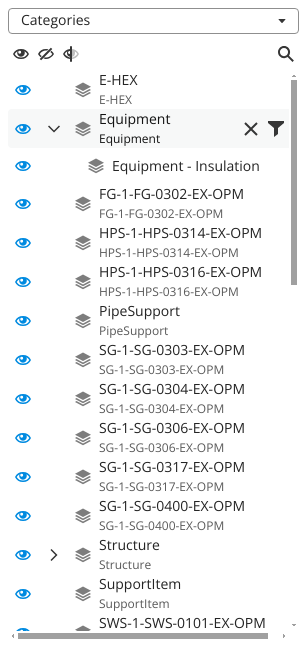 Categories
E-HEX
E-HEX
Equipment
Equipment
Equipment - Insulation
FG-1-FG-0302-EX-OPM
FG-1-FG-0302-EX-OPM
HPS-1-HPS-0314-EX-OPM
HPS-1-HPS-0314-EX-OPM
HPS-1-HPS-0316-EX-OPM
HPS-1-HPS-0316-EX-OPM
PipeSupport
PipeSupport
SG-1-SG-0303-EX-OPM
SG-1-SG-0303-EX-OPM
SG-1-SG-0304-EX-OPM
SG-1-SG-0304-EX-OPM
SG-1-SG-0306-EX-OPM
SG-1-SG-0306-EX-OPM
SG-1-SG-0317-EX-OPM
SG-1-SG-0317-EX-OPM
SG-1-SG-0400-EX-OPM
SG-1-SG-0400-EX-OPM
Structure
Structure
SupportItem
SupportItem
SWS-1-SWS-0101-EX-OPM